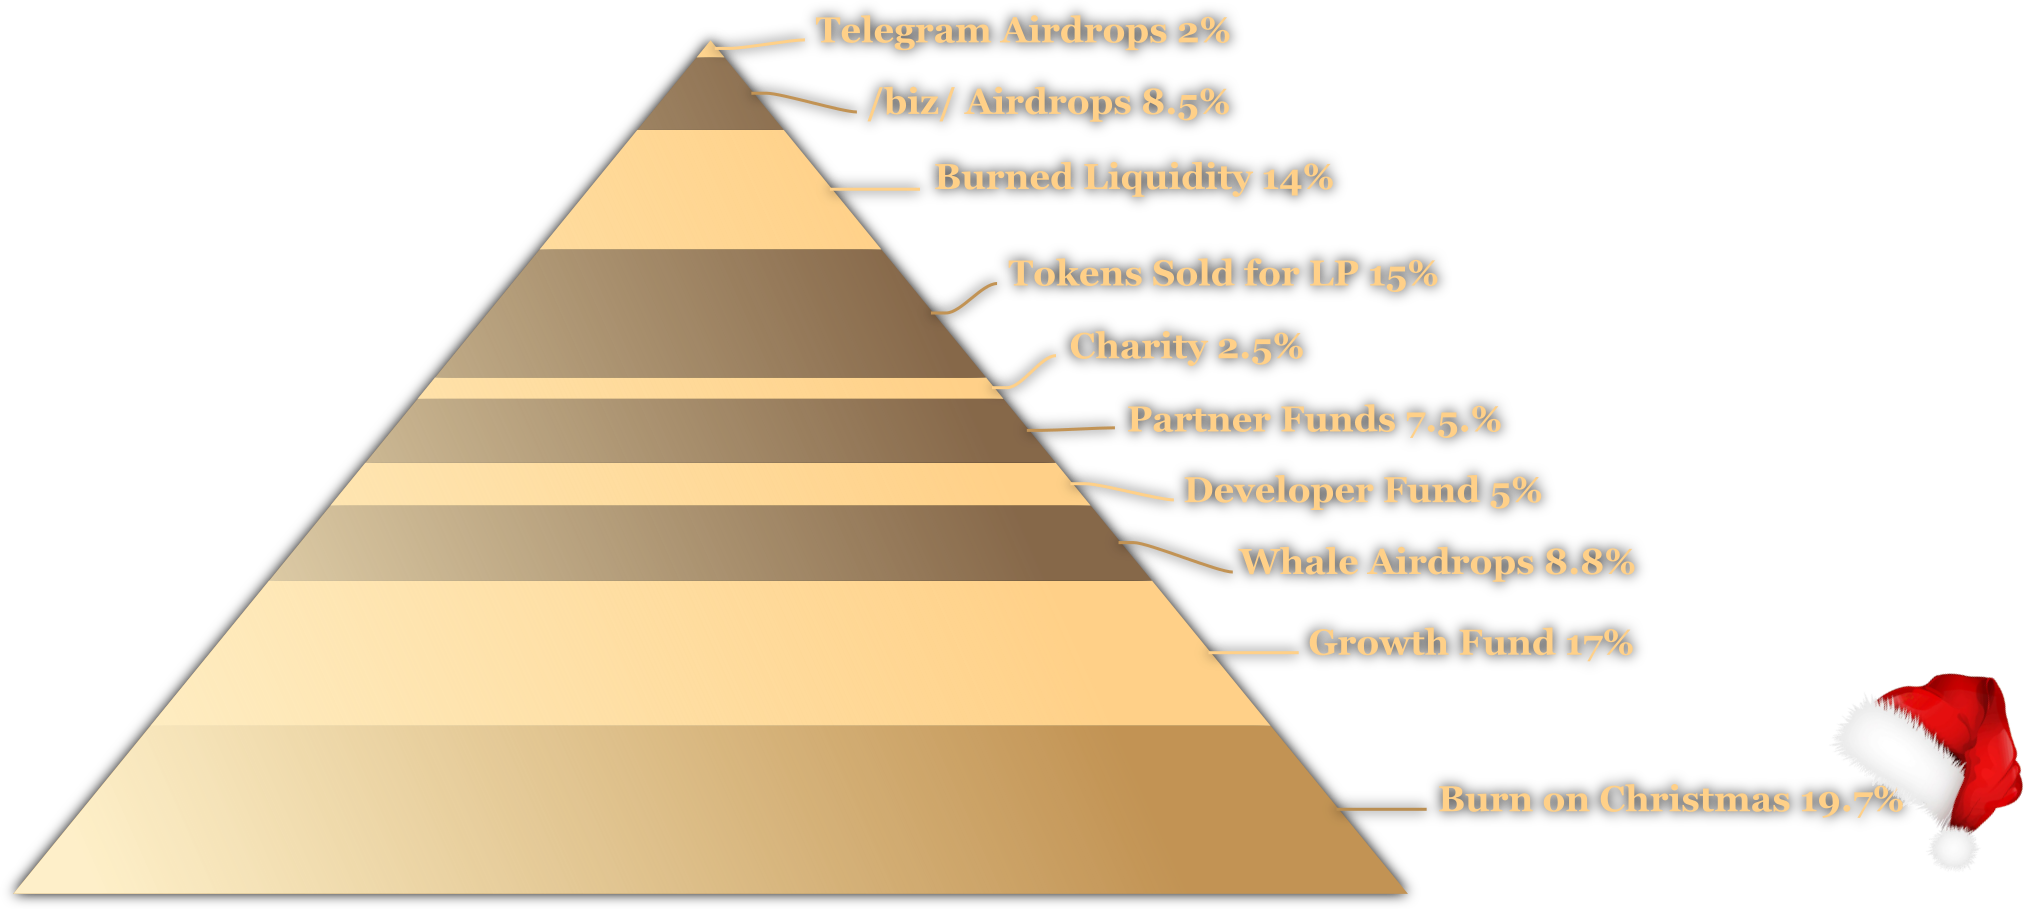 Telegram Airdrops 2%
/biz/ Airdrops 8.5%
Burned Liquidity 14%
Tokens Sold for LP 15%
Charity 2.5%
Partner Funds 7.5.%
Developer Fund 5%
Whale Airdrops 8.8%
Growth Fund 17%
Burn on Christmas 19.7%